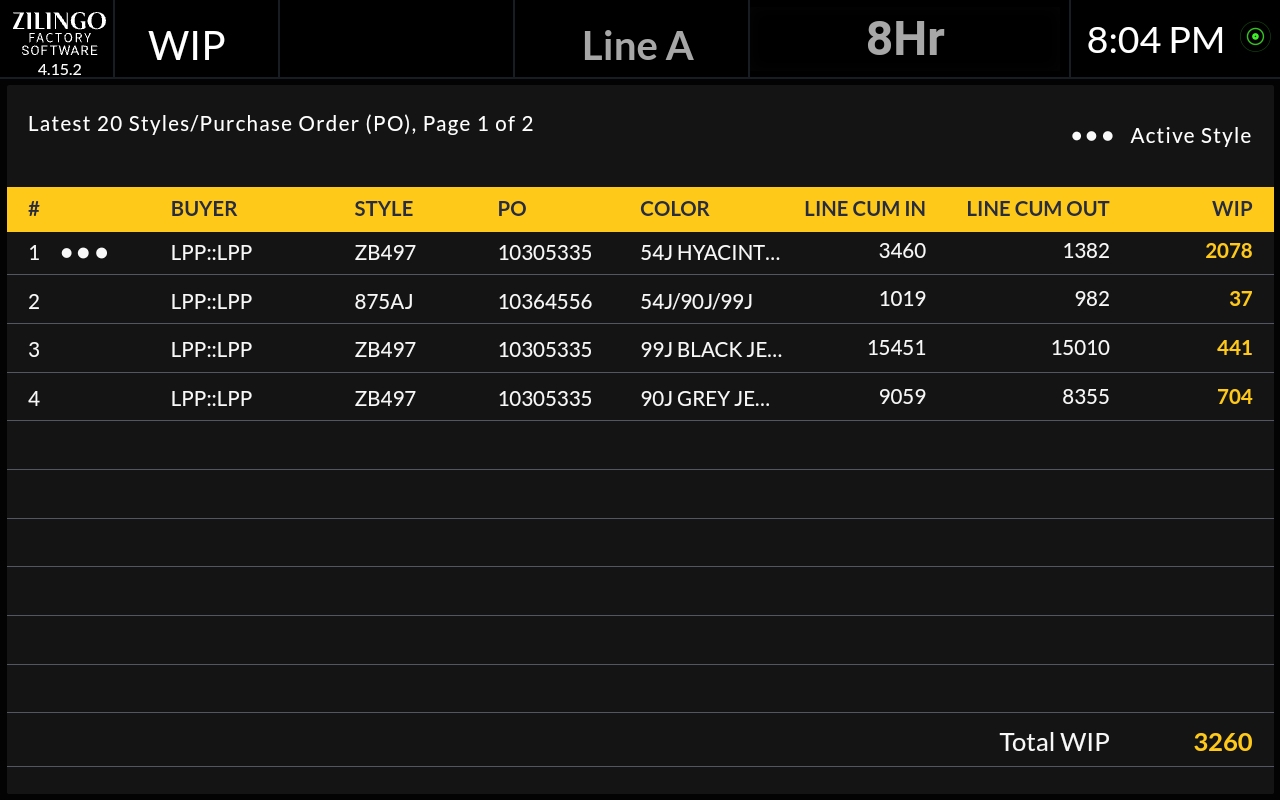 ZILINGO
FACTORY
SOFTWARE
4.15.2
WIP
Line A
8Hr
8:04 PM
Latest 20 Styles/Purchase Order (PO), Page 1 of 2
••• Active Style
# BUYER STYLE PO COLOR LINE CUM IN LINE CUM OUT WIP
1 ••• LPP::LPP ZB497 10305335 54J HYACINT... 3460 1382 2078
2 LPP::LPP 875AJ 10364556 54J/90J/99J 1019 982 37
3 LPP::LPP ZB497 10305335 99J BLACK JE... 15451 15010 441
4 LPP::LPP ZB497 10305335 90J GREY JE... 9059 8355 704
Total WIP 3260